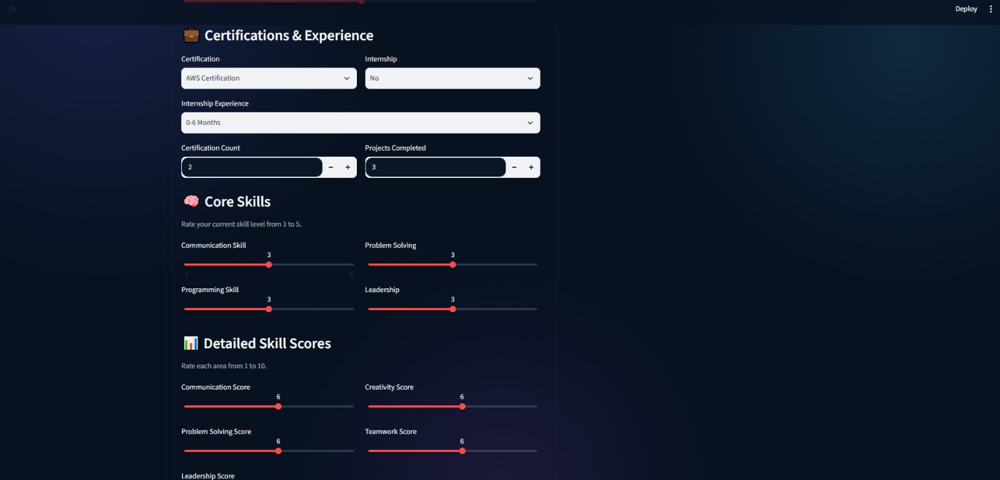 Deploy
Certifications & Experience
Certification
Internship
AWS Certification
No
Internship Experience
0-6 Months
Certification Count
Projects Completed
2
3
Core Skills
Rate your current skill level from 1 to 5.
Communication Skill
Problem Solving
3
3
1
5
Programming Skill
Leadership
3
3
Detailed Skill Scores
Rate each area from 1 to 10.
Communication Score
Creativity Score
6
6
Problem Solving Score
Teamwork Score
6
6
Leadership Score